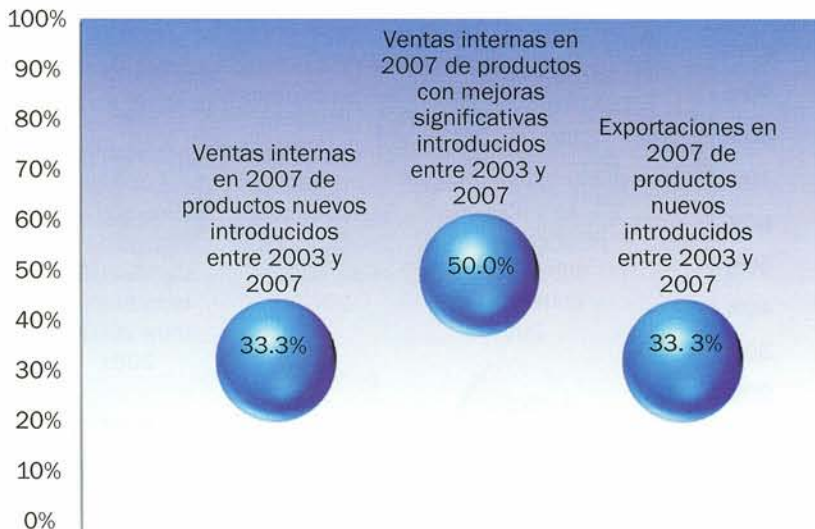 100%
90%
80%
70%
60%
50%
40%
30%
20%
10%
0%
Ventas internas
en 2007 de
productos nuevos
introducidos
entre 2003 y
2007
33.3%
Ventas internas en
2007 de productos
con mejoras
significativas
introducidos
entre 2003 y
2007
50.0%
Exportaciones en
2007 de
productos
nuevos
introducidos
entre 2003 y
2007
33. 3%